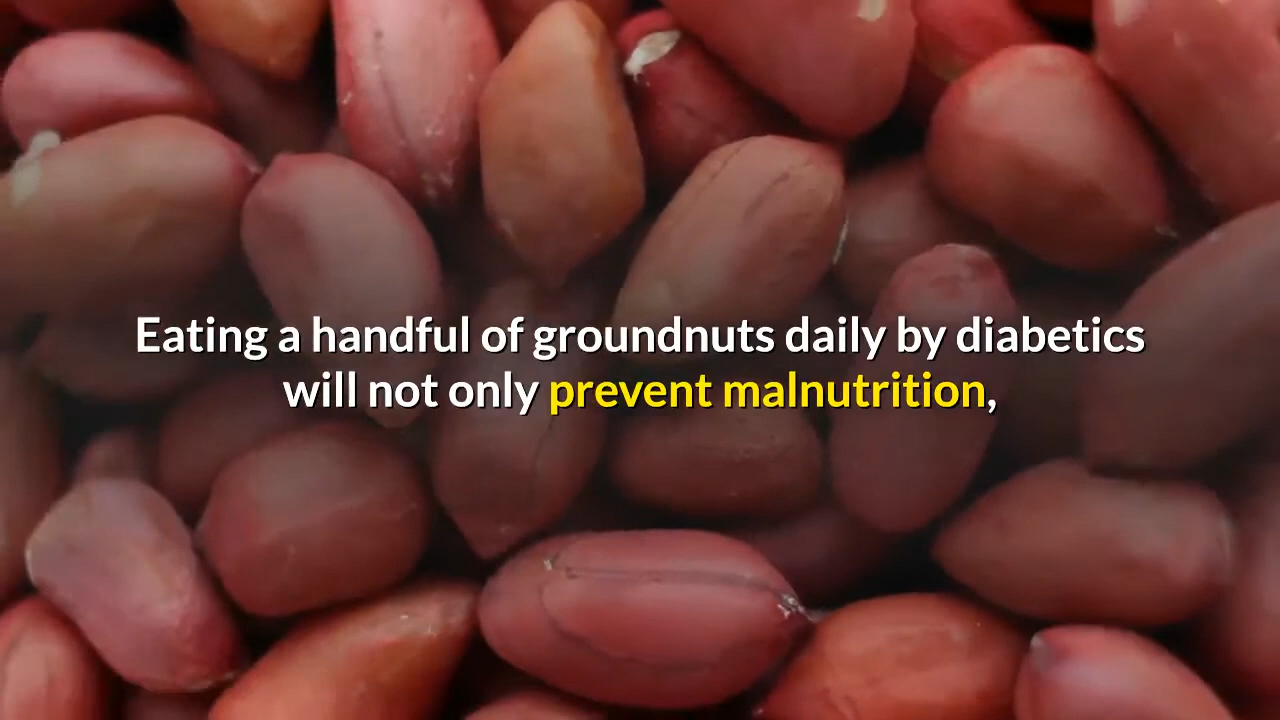 Eating a handful of groundnuts daily by diabetics
will not only prevent malnutrition,